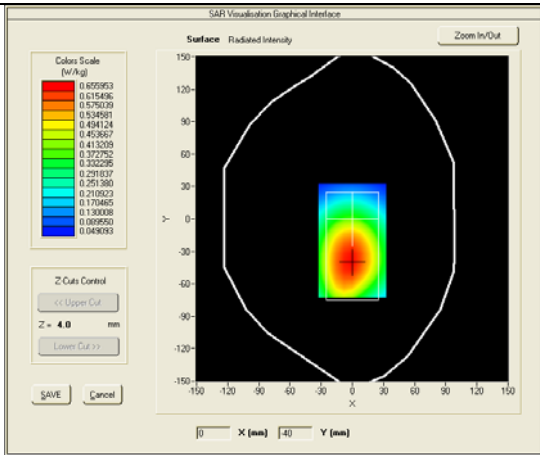 SAR Visualisation Graphical Interface
Surface Radiated Intensity
Zoom In/Out
Colors Scale
(W/kg)
0.655953
0.615496
0.575039
0.534581
0.494124
0.453667
0.413209
0.372752
0.332295
0.291837
0.251380
0.210923
0.170465
0.130008
0.089550
0.049093
150
120
90
60
30
0
-30
-60
-90
-120
-150
Y
-150 -120 -90 -60 -30 0 30 60 90 120 150
X
Z-Cuts Control
<< Upper Cut
Z = 4.0 mm
Lower Cut >>
SAVE Cancel
0 X (mm) -40 Y (mm)